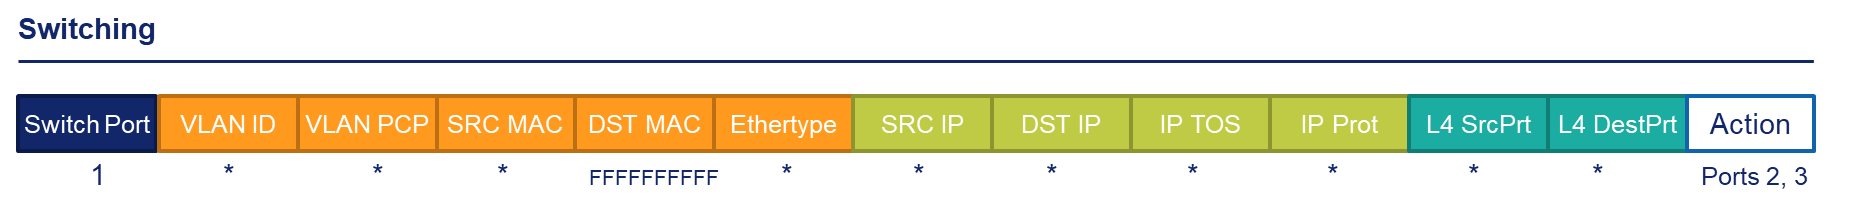 Switching
Switch Port VLAN ID VLAN PCP SRC MAC DST MAC Ethertype SRC IP DST IP IP TOS IP Prot L4 SrcPrt L4 DestPrt Action
1 * * * FFFFFFFFFF * * * * * * * Ports 2, 3